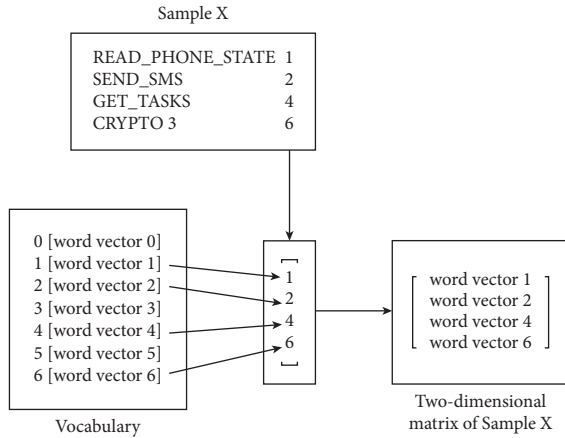 Sample X
READ_PHONE_STATE 1
SEND_SMS 2
GET_TASKS 4
CRYPTO 3 6
0 [word vector 0]
1 [word vector 1]
2 [word vector 2]
3 [word vector 3]
4 [word vector 4]
5 [word vector 5]
6 [word vector 6]
Vocabulary
1
2
4
6
word vector 1
word vector 2
word vector 4
word vector 6
Two-dimensional
matrix of Sample X